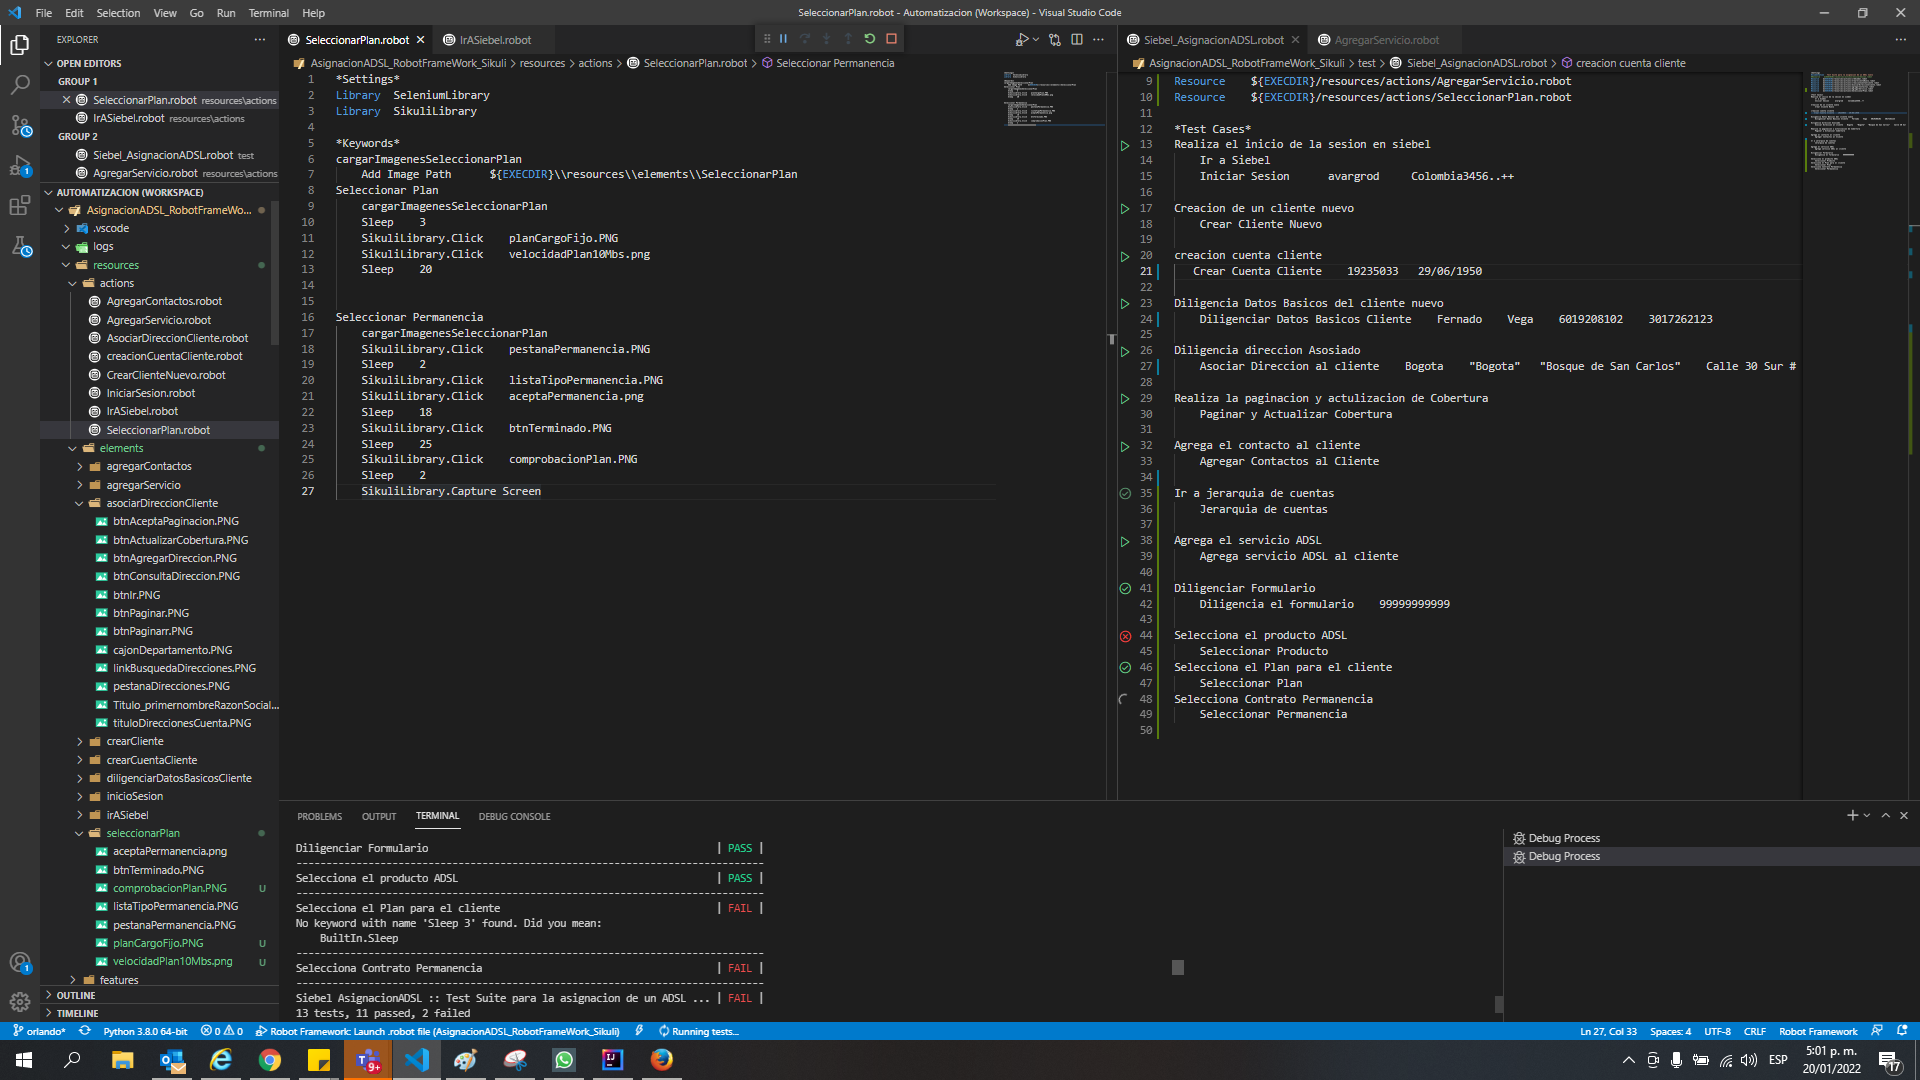 File Edit Selection View Go Run Terminal Help
SeleccionarPlan.robot - Automatizacion (Workspace) - Visual Studio Code
EXPLORER
OPEN EDITORS
GROUP 1
SeleccionarPlan.robot resources\actions
IrASiebel.robot resources\actions
GROUP 2
Siebel_AsignacionADSL.robot test
AgregarServicio.robot resources\actions
AUTOMATIZACION (WORKSPACE)
AsignacionADSL_RobotFrameWo...
.vscode
logs
resources
actions
AgregarContactos.robot
AgregarServicio.robot
AsociarDireccionCliente.robot
creacionCuentaCliente.robot
CrearClienteNuevo.robot
IniciarSesion.robot
IrASiebel.robot
SeleccionarPlan.robot
elements
agregarContactos
agregarServicio
asociarDireccionCliente
btnAceptaPaginacion.PNG
btnActualizarCobertura.PNG
btnAgregarDireccion.PNG
btnConsultaDireccion.PNG
btnIr.PNG
btnPaginar.PNG
btnPaginarr.PNG
cajonDepartamento.PNG
linkBusquedaDirecciones.PNG
pestanaDirecciones.PNG
Titulo_primernombreRazonSocial...
tituloDireccionesCuenta.PNG
crearCliente
crearCuentaCliente
diligenciarDatosBasicosCliente
inicioSesion
irASiebel
seleccionarPlan
aceptaPermanencia.png
btnTerminado.PNG
comprobacionPlan.PNG U
listaTipoPermanencia.PNG
pestanaPermanencia.PNG
planCargoFijo.PNG U
velocidadPlan10Mbs.png U
features
OUTLINE
TIMELINE
SeleccionarPlan.robot
IrASiebel.robot
AsignacionADSL_RobotFrameWork_Sikuli > resources > actions > SeleccionarPlan.robot > Seleccionar Permanencia
1 *Settings*
2 Library SeleniumLibrary
3 Library SikuliLibrary
4
5 *Keywords*
6 cargarImagenesSeleccionarPlan
7 Add Image Path ${EXECDIR}\\resources\\elements\\SeleccionarPlan
8 Seleccionar Plan
9 cargarImagenesSeleccionarPlan
10 Sleep 3
11 SikuliLibrary.Click planCargoFijo.PNG
12 SikuliLibrary.Click velocidadPlan10Mbs.png
13 Sleep 20
14
15
16 Seleccionar Permanencia
17 cargarImagenesSeleccionarPlan
18 SikuliLibrary.Click pestanaPermanencia.PNG
19 Sleep 2
20 SikuliLibrary.Click listaTipoPermanencia.PNG
21 SikuliLibrary.Click aceptaPermanencia.png
22 Sleep 18
23 SikuliLibrary.Click btnTerminado.PNG
24 Sleep 25
25 SikuliLibrary.Click comprobacionPlan.PNG
26 Sleep 2
27 SikuliLibrary.Capture Screen
Siebel_AsignacionADSL.robot
AgregarServicio.robot
AsignacionADSL_RobotFrameWork_Sikuli > test > Siebel_AsignacionADSL.robot > creacion cuenta cliente
9 Resource ${EXECDIR}/resources/actions/AgregarServicio.robot
10 Resource ${EXECDIR}/resources/actions/SeleccionarPlan.robot
11
12 *Test Cases*
13 Realiza el inicio de la sesion en siebel
14 Ir a Siebel
15 Iniciar Sesion avargrod Colombia3456..++
16
17 Creacion de un cliente nuevo
18 Crear Cliente Nuevo
19
20 creacion cuenta cliente
21 Crear Cuenta Cliente 19235033 29/06/1950
22
23 Diligencia Datos Basicos del cliente nuevo
24 Diligenciar Datos Basicos Cliente Fernado Vega 6019208102 3017262123
25
26 Diligencia direccion Asosiado
27 Asociar Direccion al cliente Bogota "Bogota" "Bosque de San Carlos" Calle 30 Sur #
28
29 Realiza la paginacion y actulizacion de Cobertura
30 Paginar y Actualizar Cobertura
31
32 Agrega el contacto al cliente
33 Agregar Contactos al Cliente
34
35 Ir a jerarquia de cuentas
36 Jerarquia de cuentas
37
38 Agrega el servicio ADSL
39 Agrega servicio ADSL al cliente
40
41 Diligenciar Formulario
42 Diligencia el formulario 99999999999
43
44 Selecciona el producto ADSL
45 Seleccionar Producto
46 Selecciona el Plan para el cliente
47 Seleccionar Plan
48 Selecciona Contrato Permanencia
49 Seleccionar Permanencia
50
PROBLEMS OUTPUT TERMINAL DEBUG CONSOLE
Diligenciar Formulario | PASS |
Selecciona el producto ADSL | PASS |
Selecciona el Plan para el cliente | FAIL |
No keyword with name 'Sleep 3' found. Did you mean:
BuiltIn.Sleep
Selecciona Contrato Permanencia | FAIL |
Siebel AsignacionADSL :: Test Suite para la asignacion de un ADSL ... | FAIL |
13 tests, 11 passed, 2 failed
Debug Process
Debug Process
orlando* Python 3.8.0 64-bit 0 0 Robot Framework: Launch .robot file (AsignacionADSL_RobotFrameWork_Sikuli) Running tests...
Ln 27, Col 33 Spaces: 4 UTF-8 CRLF Robot Framework
9+
ESP
5:01 p. m.
20/01/2022
17